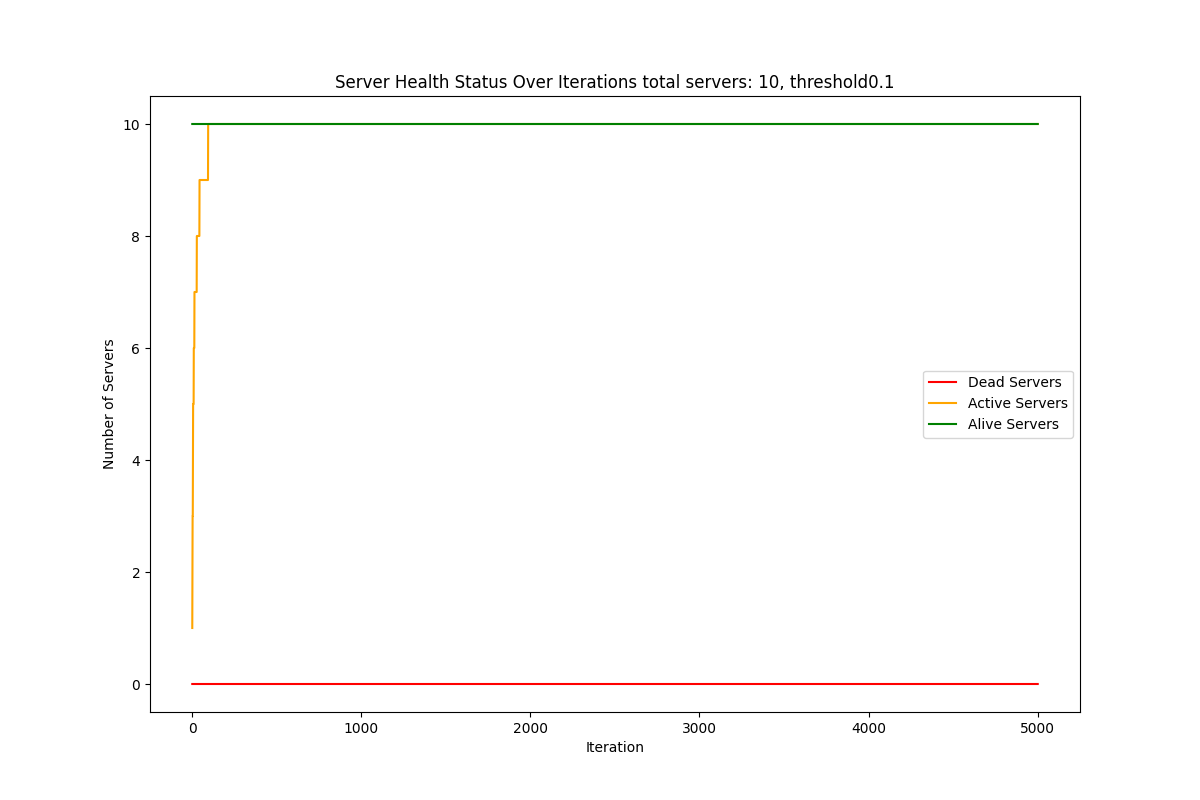 Server Health Status Over Iterations total servers: 10, threshold0.1
10
8
6
4
2
0
Number of Servers
Dead Servers
Active Servers
Alive Servers
0 1000 2000 3000 4000 5000
Iteration